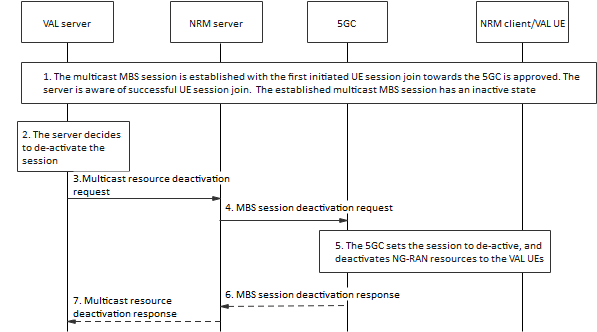 VAL server
NRM server
5GC
NRM client/VAL UE
1. The multicast MBS session is established with the first initiated UE session join towards the 5GC is approved. The
server is aware of successful UE session join.  The established multicast MBS session has an inactive state
2. The server decides
to de-activate the
session
3.Multicast resource deactivation
request
4. MBS session deactivation request
5. The 5GC sets the session to de-active, and
deactivates NG-RAN resources to the VAL UEs
6. MBS session deactivation response
7. Multicast resource
deactivation response